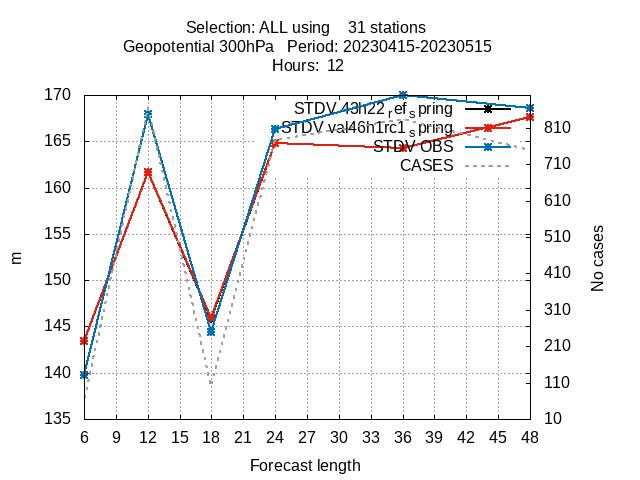 Selection: ALL using 31 stations
Geopotential 300hPa Period: 20230415-20230515
Hours: 12
170
165
160
155
150
145
140
135
m
810
710
610
510
410
310
210
110
10
No cases
STDV 43h22_ref_spring
STDV val46h1rc1_spring
STDV OBS
CASES
6 9 12 15 18 21 24 27 30 33 36 39 42 45 48
Forecast length